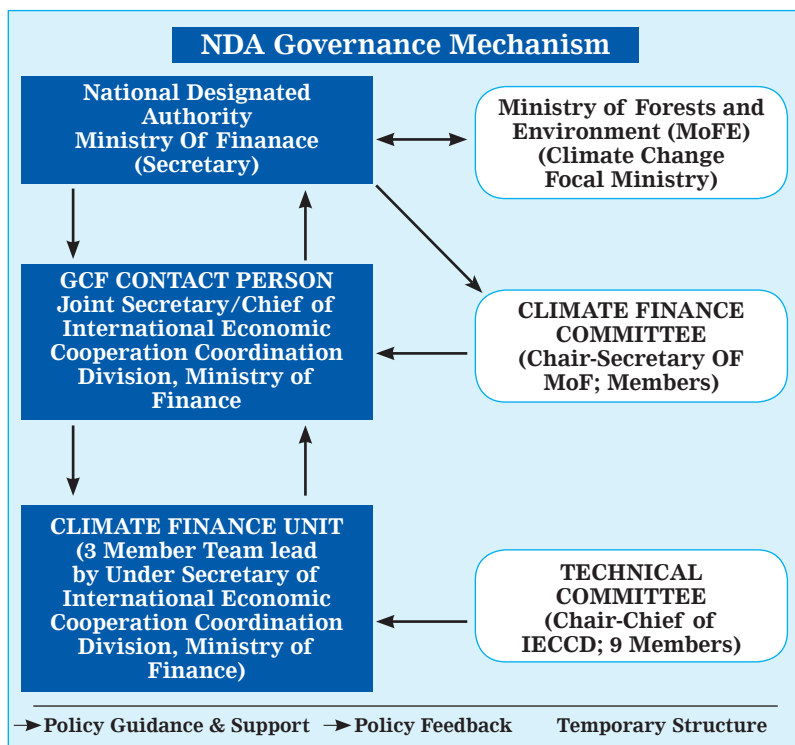 NDA Governance Mechanism
National Designated
Authority
Ministry Of Finanace
(Secretary)
Ministry of Forests and
Environment (MoFE)
(Climate Change
Focal Ministry)
GCF CONTACT PERSON
Joint Secretary/Chief of
International Economic
Cooperation Coordination
Division, Ministry of
Finance
CLIMATE FINANCE
COMMITTEE
(Chair-Secretary OF
MoF; Members)
CLIMATE FINANCE UNIT
(3 Member Team lead
by Under Secretary of
International Economic
Cooperation Coordination
Division, Ministry of
Finance)
TECHNICAL
COMMITTEE
(Chair-Chief of
IECCD; 9 Members)
Policy Guidance & Support Policy Feedback Temporary Structure